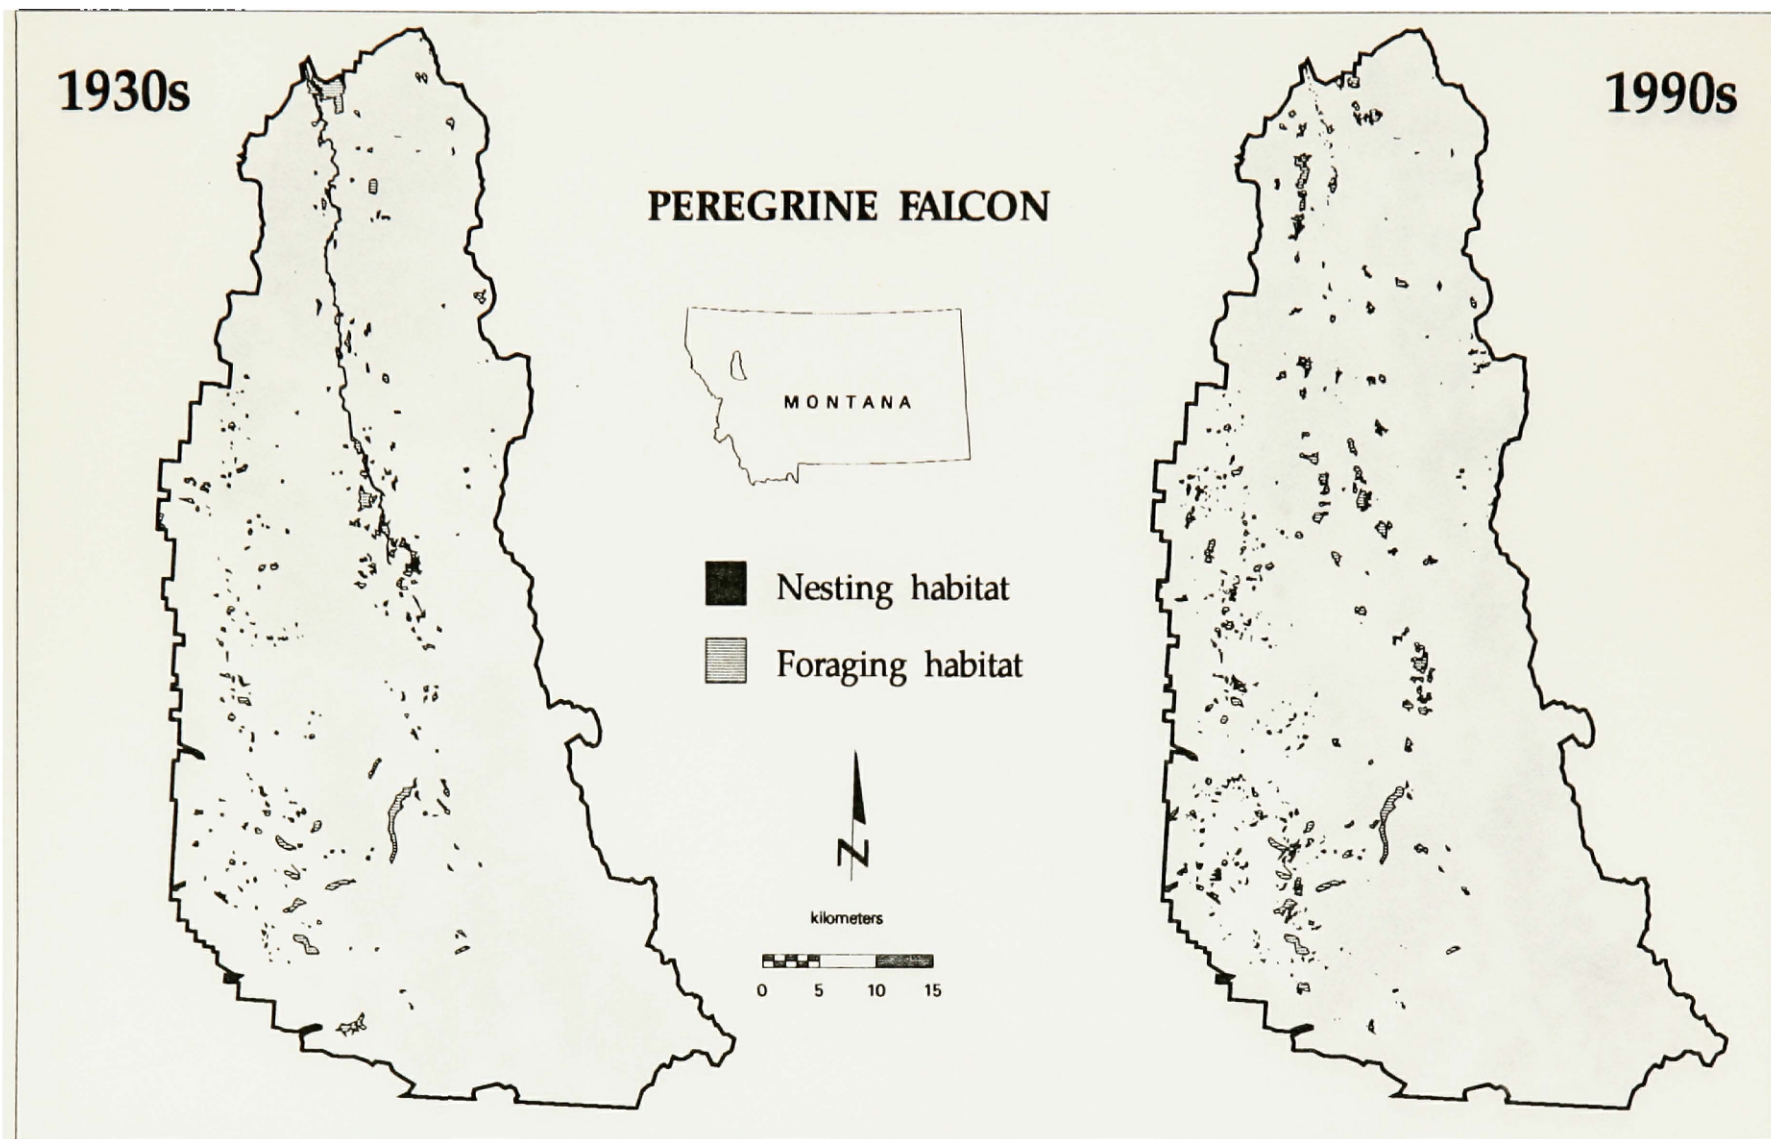 1930s
1990s
PEREGRINE FALCON
MONTANA
Nesting habitat
Foraging habitat
N
kilometers
0 5 10 15